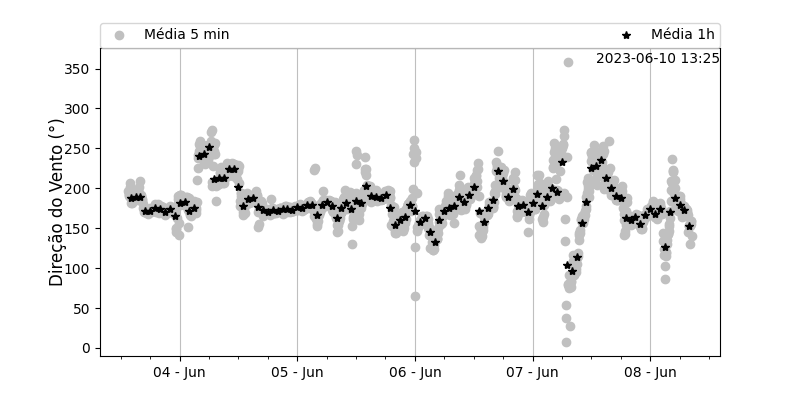 Média 5 min
Média 1h
2023-06-10 13:25
Direção do Vento (°)
350
300
250
200
150
100
50
0
04 - Jun
05 - Jun
06 - Jun
07 - Jun
08 - Jun